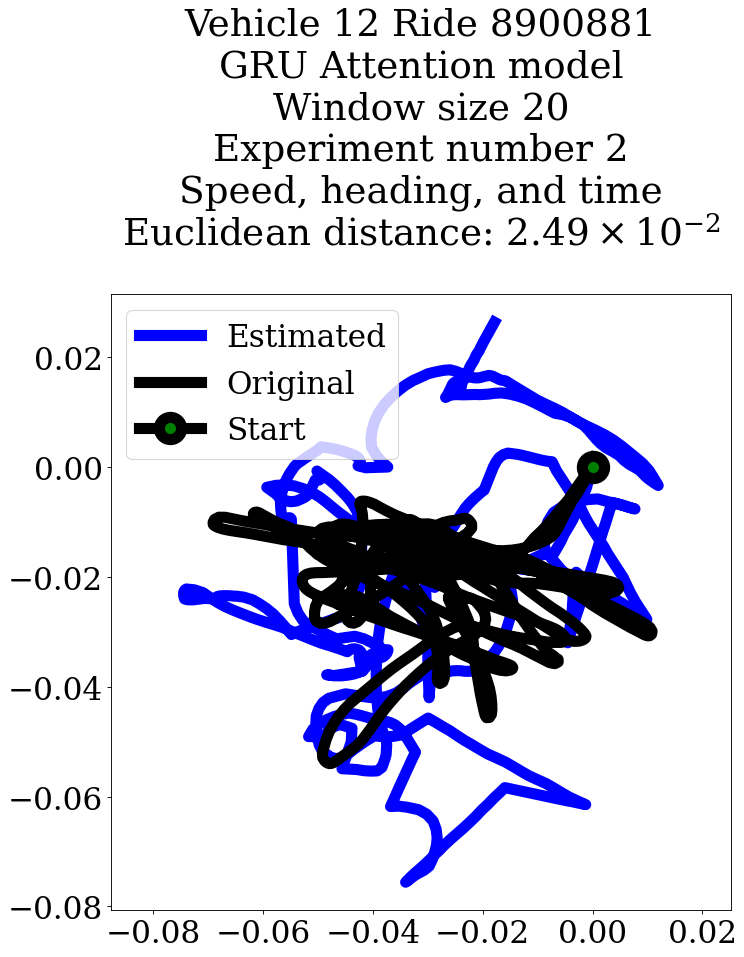 Vehicle 12 Ride 8900881
GRU Attention model
Window size 20
Experiment number 2
Speed, heading, and time
Euclidean distance: 2.49 × 10⁻²
Estimated
Original
Start
0.02
0.00
−0.02
−0.04
−0.06
−0.08
−0.08 −0.06 −0.04 −0.02 0.00 0.02